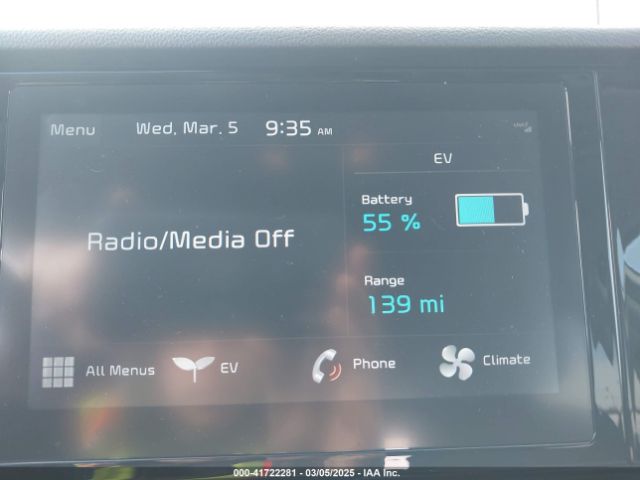 Menu Wed, Mar. 5 9:35 AM
EV
Battery
55 %
Radio/Media Off
Range
139 mi
All Menus EV Phone Climate
000-41722281 - 03/05/2025 - IAA Inc.